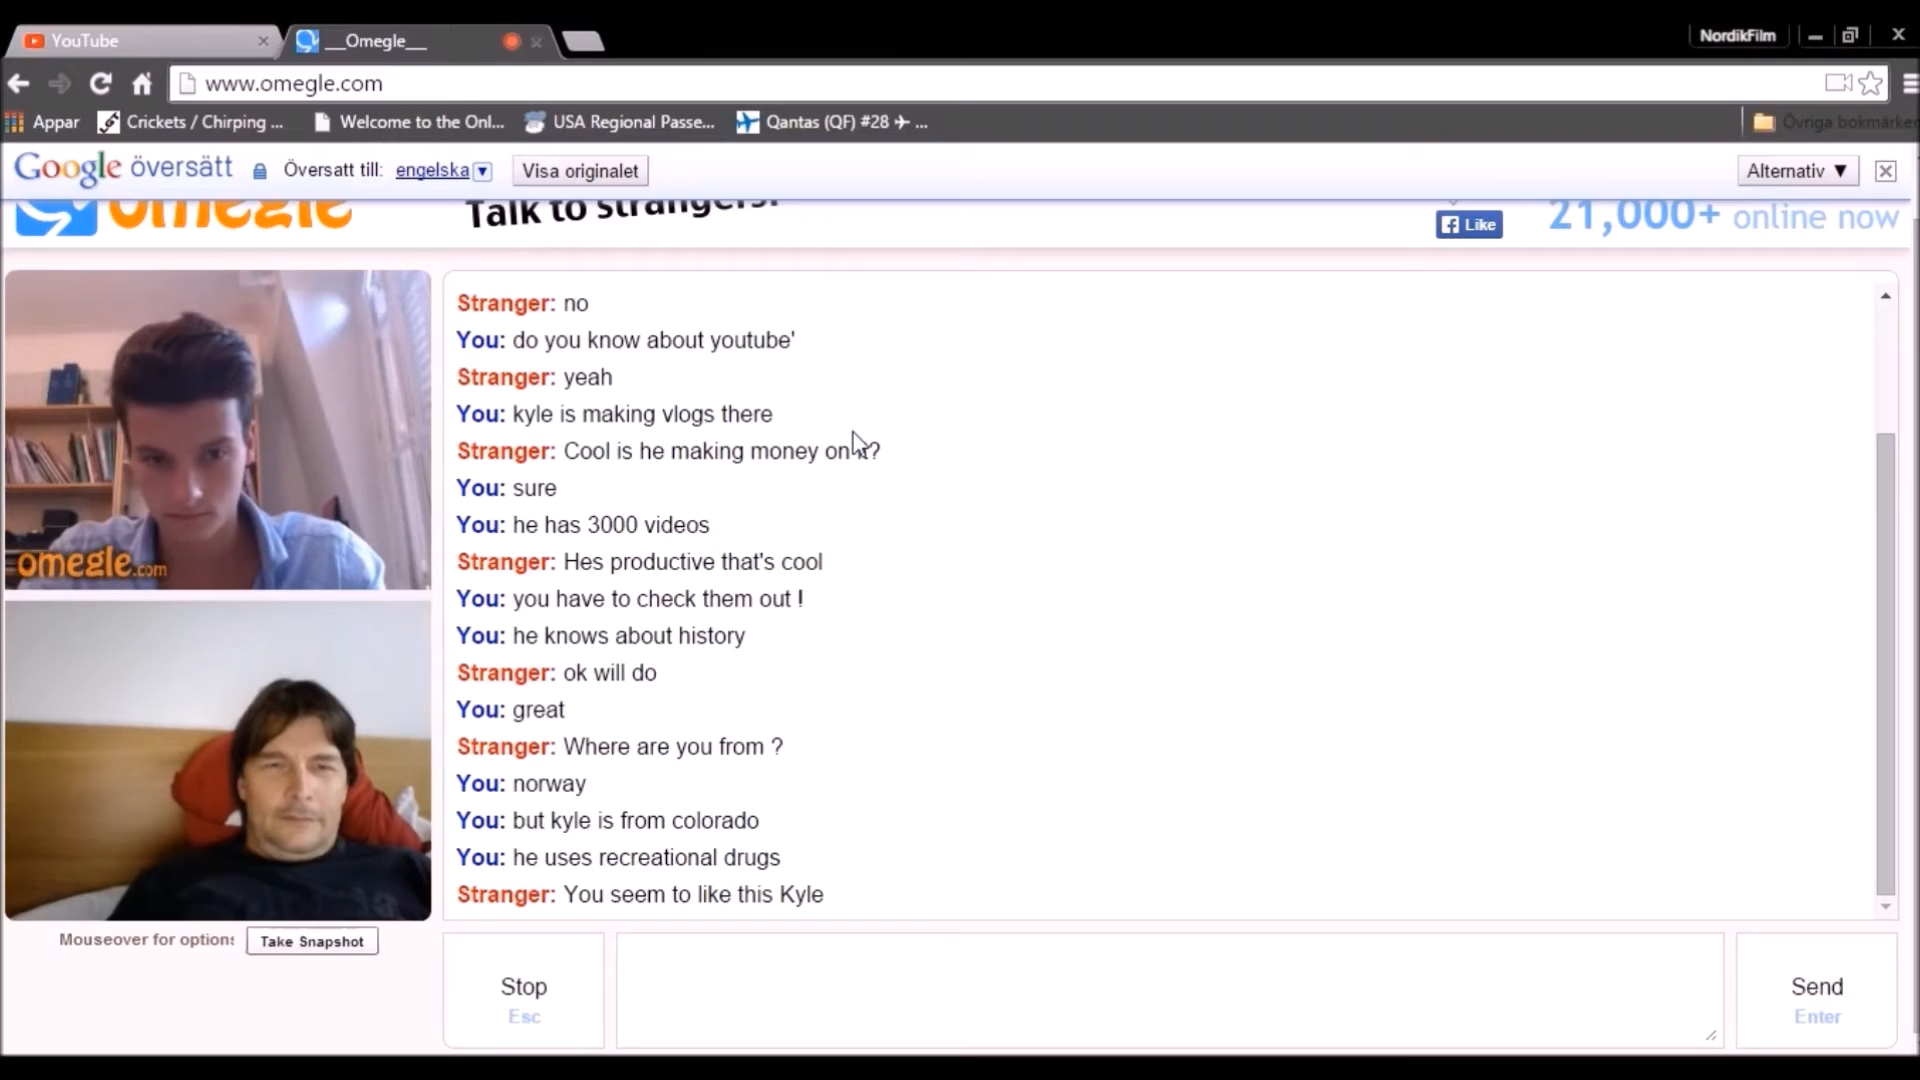 YouTube
__Omegle__
NordikFilm
www.omegle.com
Appar
Crickets / Chirping ...
Welcome to the Onl...
USA Regional Passe...
Qantas (QF) #28 ✈ ...
Övriga bokmärken
Google översätt
Översatt till: engelska
Visa originalet
Alternativ ▼
omegle
Talk to strangers!
Like
21,000+ online now
Stranger: no
You: do you know about youtube'
Stranger: yeah
You: kyle is making vlogs there
Stranger: Cool is he making money on ?
You: sure
You: he has 3000 videos
Stranger: Hes productive that's cool
You: you have to check them out !
You: he knows about history
Stranger: ok will do
You: great
Stranger: Where are you from ?
You: norway
You: but kyle is from colorado
You: he uses recreational drugs
Stranger: You seem to like this Kyle
omegle.com
Mouseover for options
Take Snapshot
Stop
Esc
Send
Enter